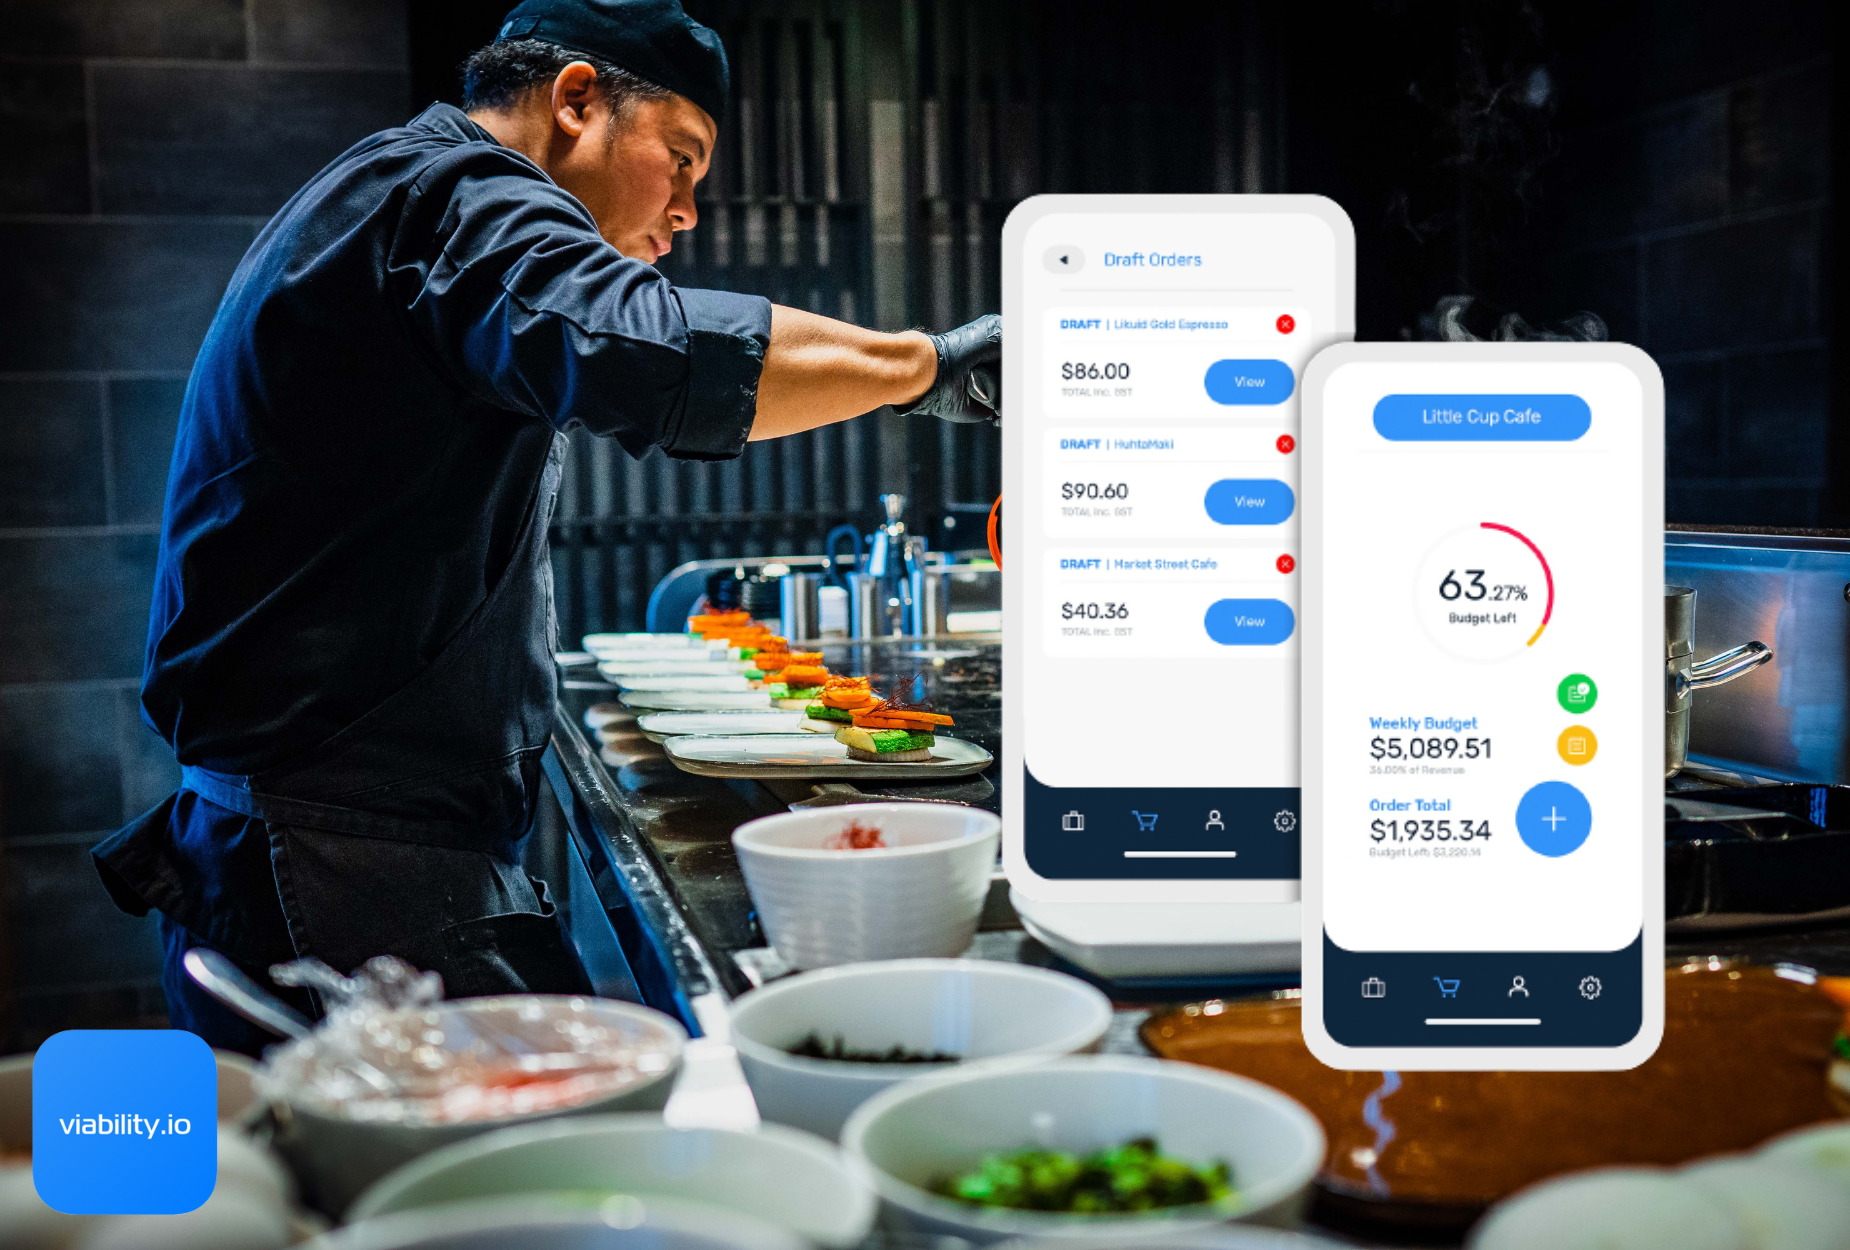 Draft Orders
DRAFT | Likuid Gold Espresso
$86.00
View
TOTAL Inc. GST
DRAFT | HuhtaMaki
$90.60
View
TOTAL Inc. GST
DRAFT | Market Street Cafe
$40.36
View
TOTAL Inc. GST
Little Cup Cafe
63.27%
Budget Left
Weekly Budget
$5,089.51
36.00% of Revenue
Order Total
$1,935.34
Budget Left: $3,220.14
viability.io